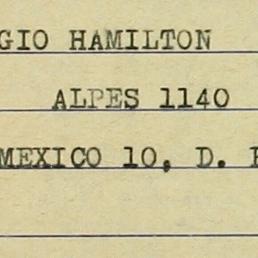 GIO HAMILTON
ALPES 1140
MEXICO 10, D. F